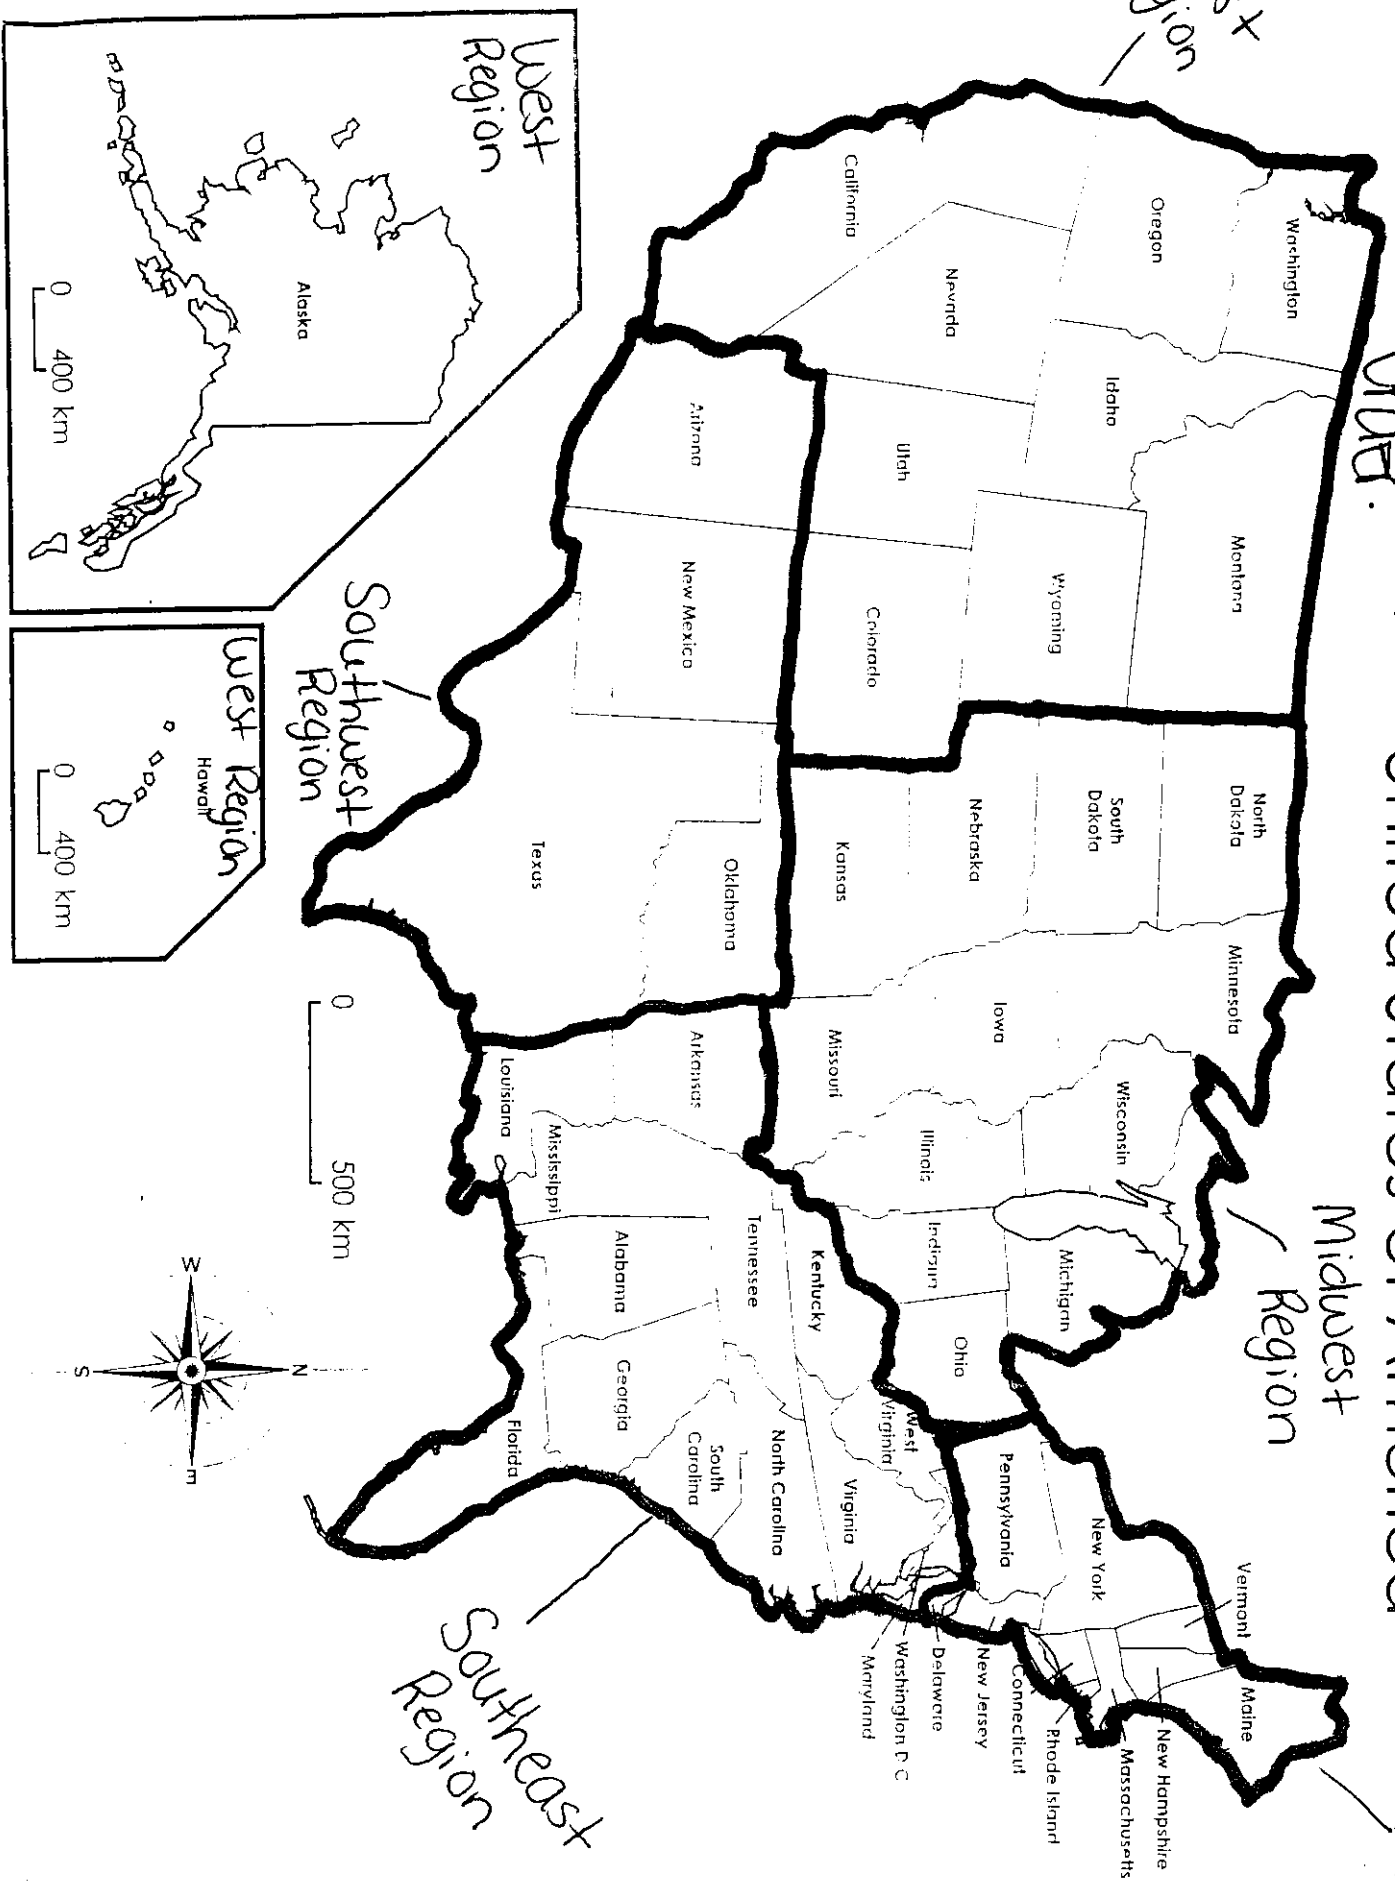 United States of America
West
Region
Alaska
0 400 km
West Region
Hawaii
0 400 km
Southwest
Region
0 500 km
Midwest
Region
Southeast
Region
Washington
Oregon
California
Nevada
Idaho
Montana
Wyoming
Utah
Colorado
Arizona
New Mexico
North
Dakota
South
Dakota
Nebraska
Kansas
Oklahoma
Texas
Minnesota
Iowa
Missouri
Arkansas
Louisiana
Wisconsin
Illinois
Michigan
Indiana
Ohio
Kentucky
Tennessee
Mississippi
Alabama
Georgia
Florida
South
Carolina
North Carolina
Virginia
West
Virginia
Pennsylvania
New York
Vermont
Maine
New Hampshire
Massachusetts
Rhode Island
Connecticut
New Jersey
Delaware
Washington D C
Maryland
N
W
E
S